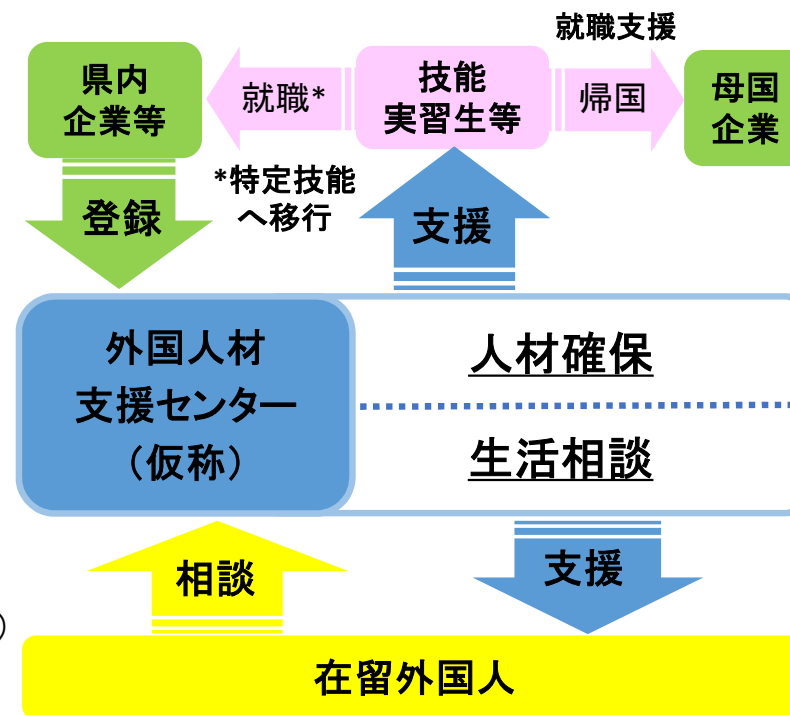 就職支援
県内
企業等
就職*
技能
実習生等
帰国
母国
企業
*特定技能
へ移行
登録
支援
外国人材
支援センター
（仮称）
人材確保
生活相談
相談
支援
）
在留外国人